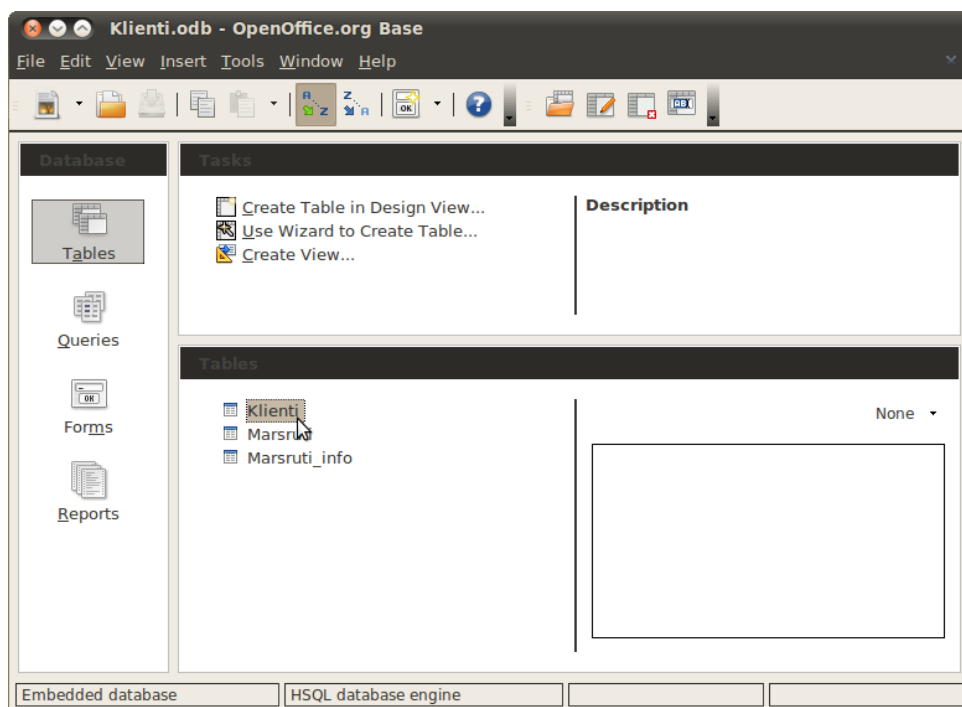 Klienti.odb - OpenOffice.org Base
File Edit View Insert Tools Window Help
Database
Tasks
Tables
Queries
Forms
Reports
Create Table in Design View...
Use Wizard to Create Table...
Create View...
Description
Tables
Klienti
Marsruti
Marsruti_info
None
Embedded database
HSQL database engine